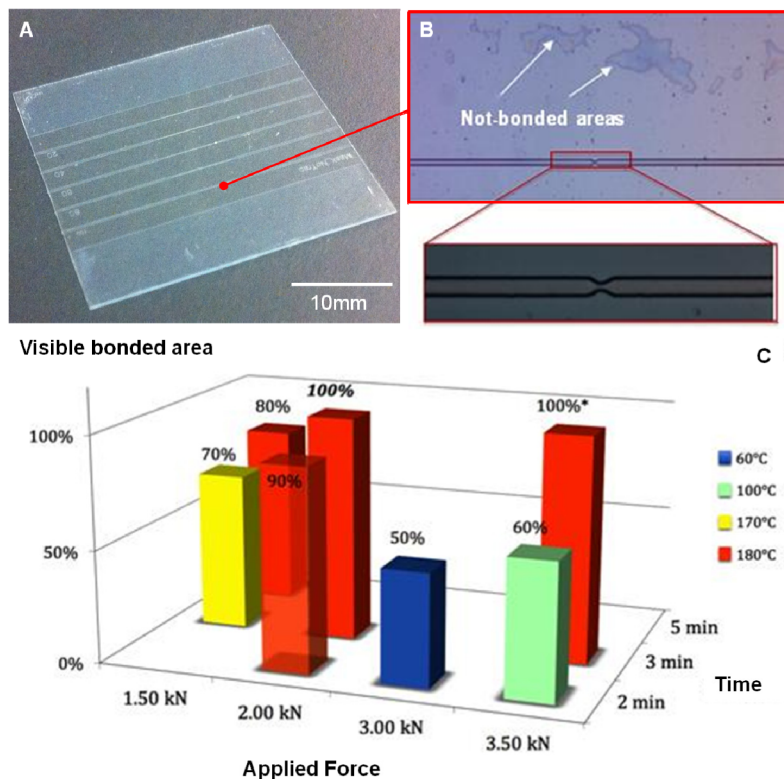 A
10mm
B
Not-bonded areas
Visible bonded area
C
100%
50%
0%
70%
80%
100%
90%
50%
60%
100%*
60°C
100°C
170°C
180°C
1.50 kN
2.00 kN
3.00 kN
3.50 kN
2 min
3 min
5 min
Time
Applied Force